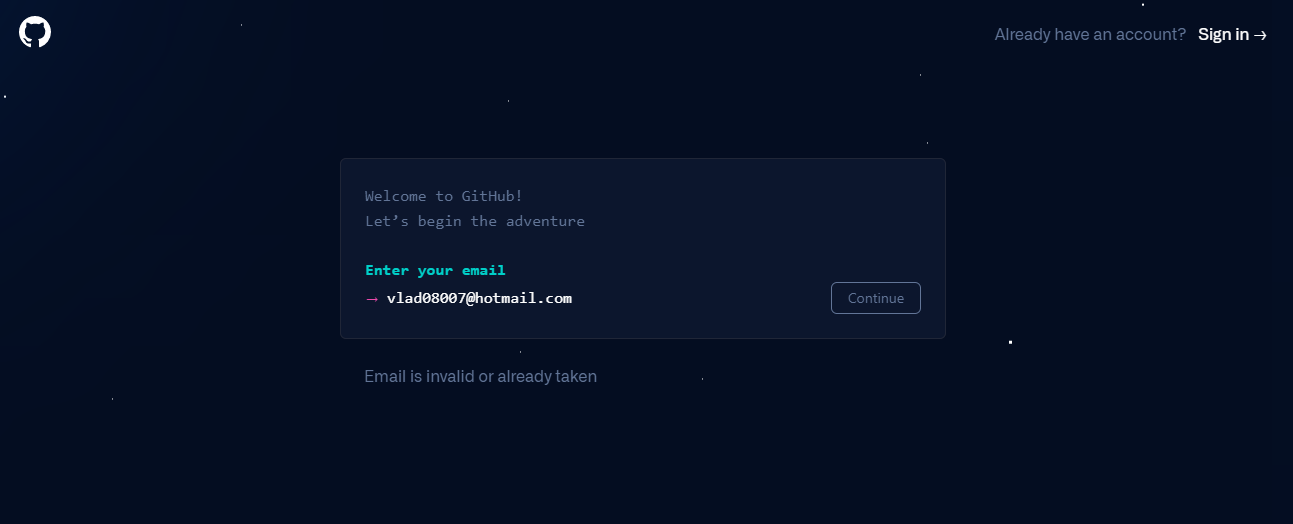 Already have an account? Sign in →
Welcome to GitHub!
Let’s begin the adventure
Enter your email
→ vlad08007@hotmail.com
Continue
Email is invalid or already taken